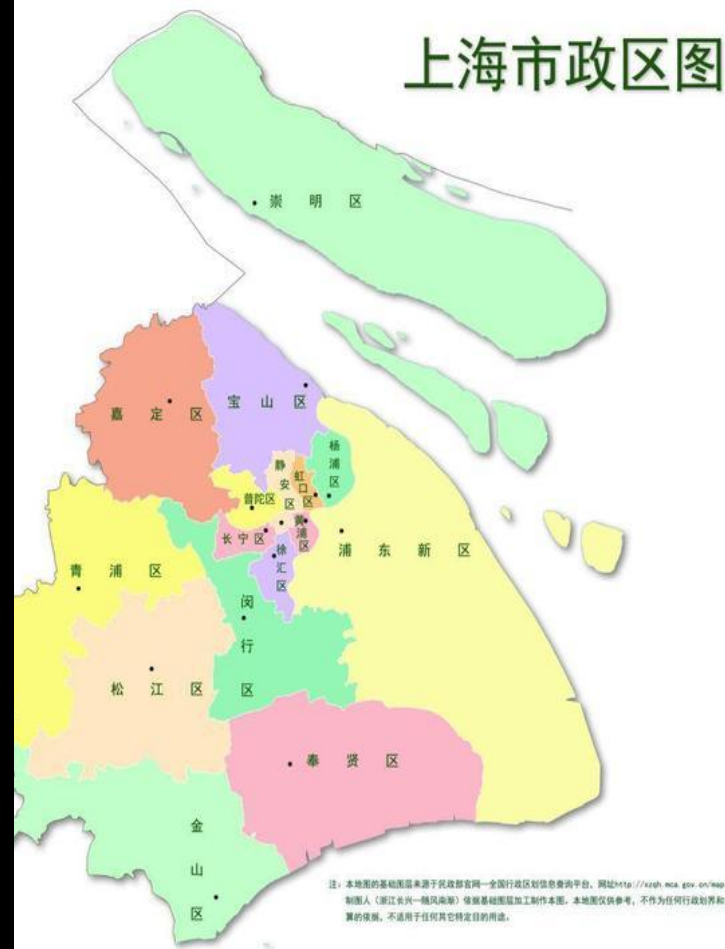 上海市政区图
崇明区
嘉定区
宝山区
杨浦区
静安区
虹口区
普陀区
黄浦区
长宁区
徐汇区
浦东新区
青浦区
闵行区
松江区
奉贤区
金山区
注：本地图的基础图层来源于民政部官网—全国行政区划信息查询平台，网址http://xzqh.mca.gov.cn/map
制图人（浙江长兴—随风南渐）依据基础图层加工制作本图。本地图仅供参考，不作为任何行政划界和
算的依据，不适用于任何其它特定目的用途。